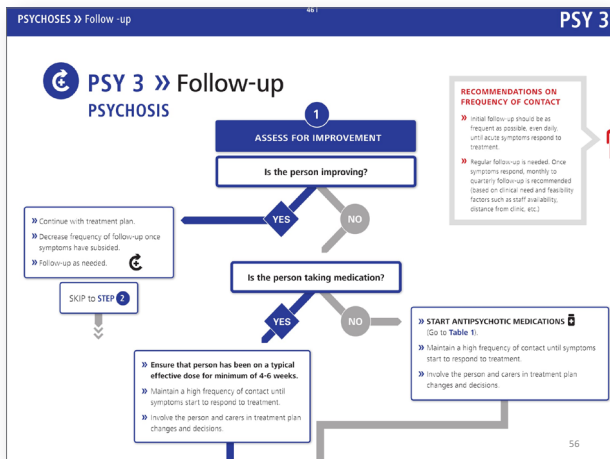 461
PSYCHOSES » Follow -up
PSY 3
PSY 3 » Follow-up
PSYCHOSIS
RECOMMENDATIONS ON
FREQUENCY OF CONTACT
» Initial follow-up should be as
frequent as possible, even daily,
until acute symptoms respond to
treatment.
» Regular follow-up is needed. Once
symptoms respond, monthly to
quarterly follow-up is recommended
(based on clinical need and feasibility
factors such as staff availability,
distance from clinic, etc.)
1
ASSESS FOR IMPROVEMENT
Is the person improving?
YES
NO
» Continue with treatment plan.
» Decrease frequency of follow-up once
symptoms have subsided.
» Follow-up as needed.
SKIP to STEP 2
Is the person taking medication?
YES
NO
» START ANTIPSYCHOTIC MEDICATIONS
(Go to Table 1).
» Maintain a high frequency of contact until symptoms
start to respond to treatment.
» Involve the person and carers in treatment plan
changes and decisions.
» Ensure that person has been on a typical
effective dose for minimum of 4-6 weeks.
» Maintain a high frequency of contact until
symptoms start to respond to treatment.
» Involve the person and carers in treatment plan
changes and decisions.
56